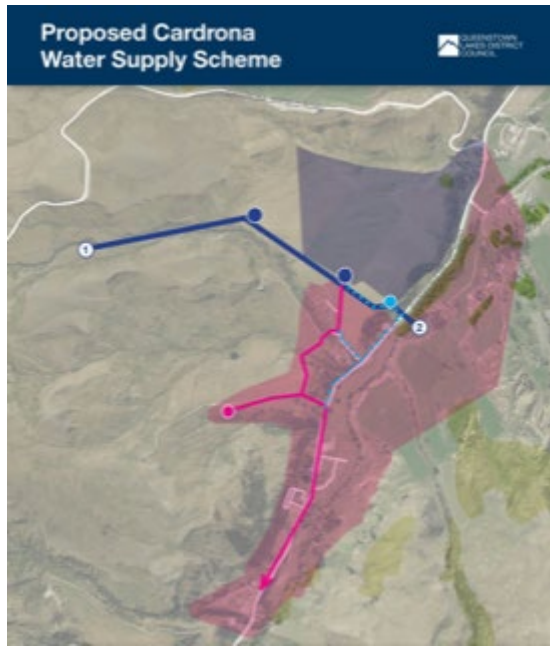 Proposed Cardrona
Water Supply Scheme
QUEENSTOWN
LAKES DISTRICT
COUNCIL
1
2